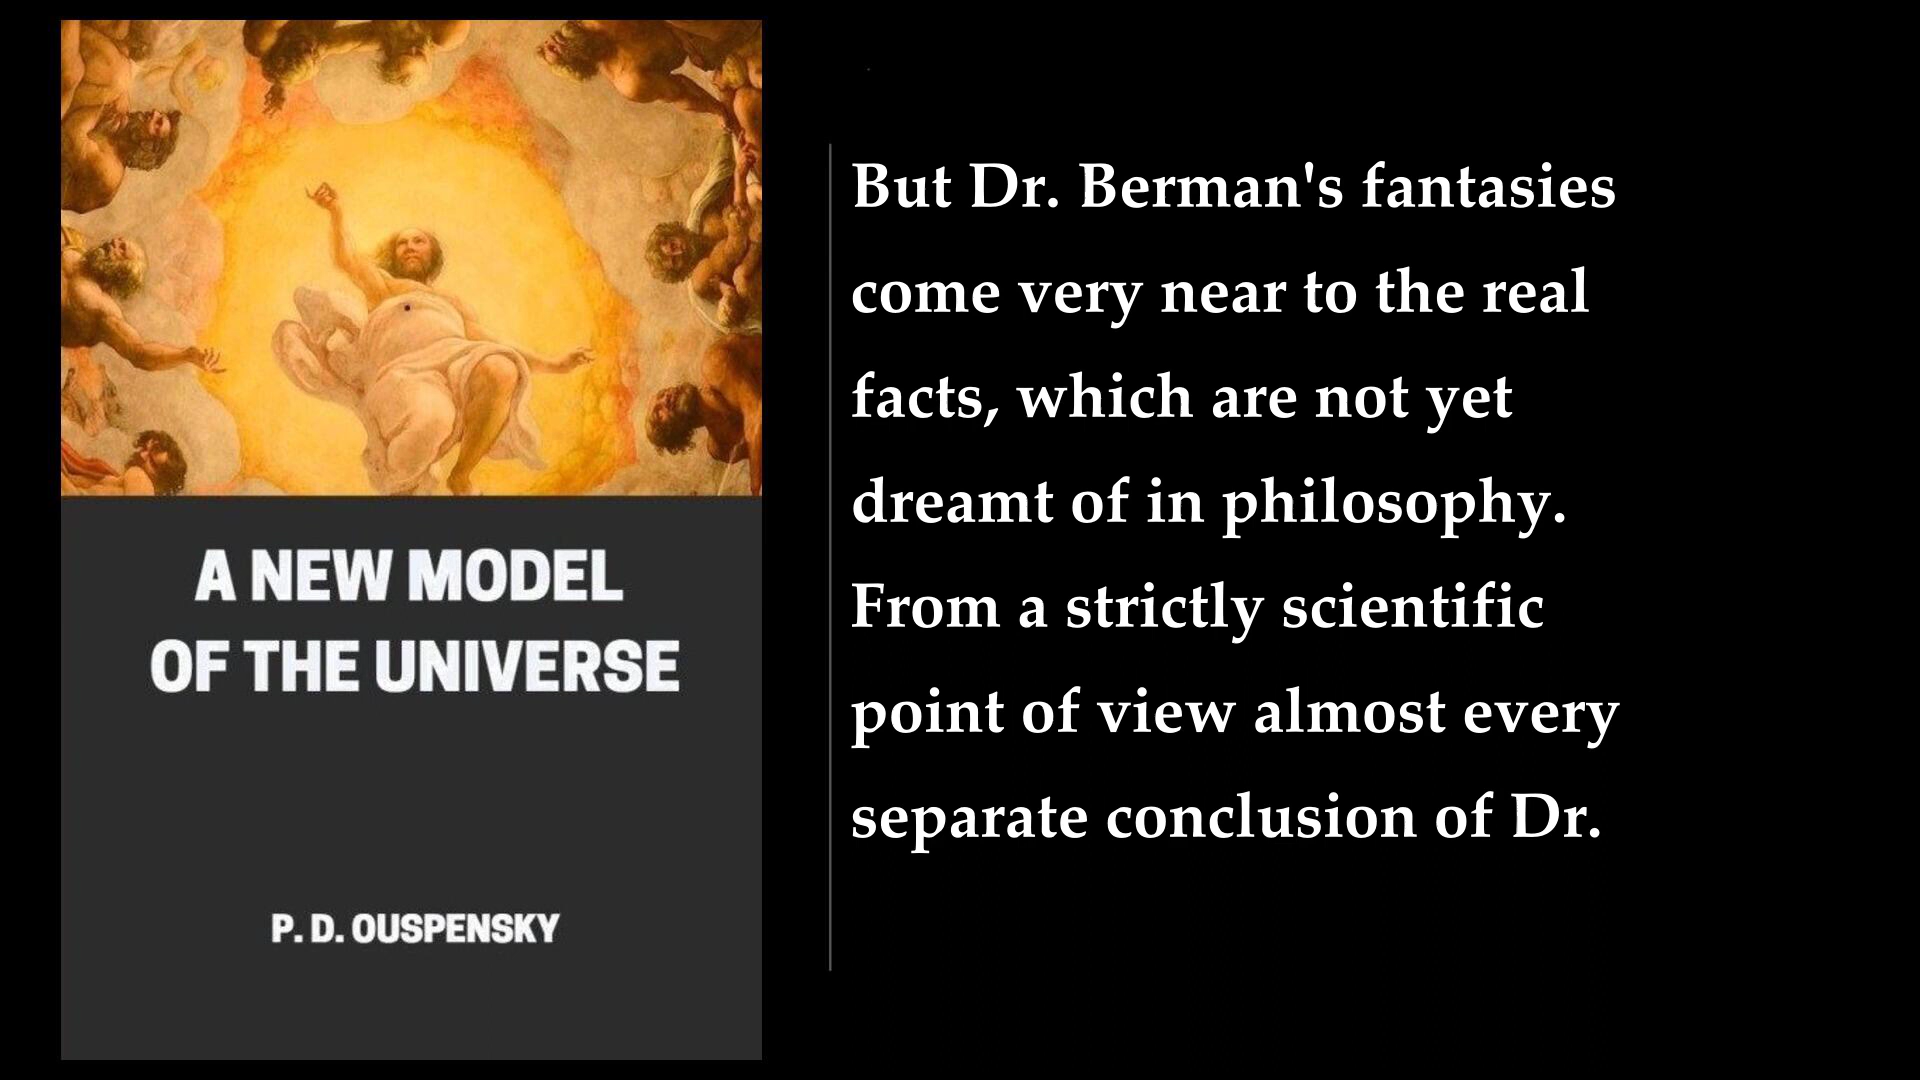 A NEW MODEL
OF THE UNIVERSE
P. D. OUSPENSKY
But Dr. Berman's fantasies
come very near to the real
facts, which are not yet
dreamt of in philosophy.
From a strictly scientific
point of view almost every
separate conclusion of Dr.